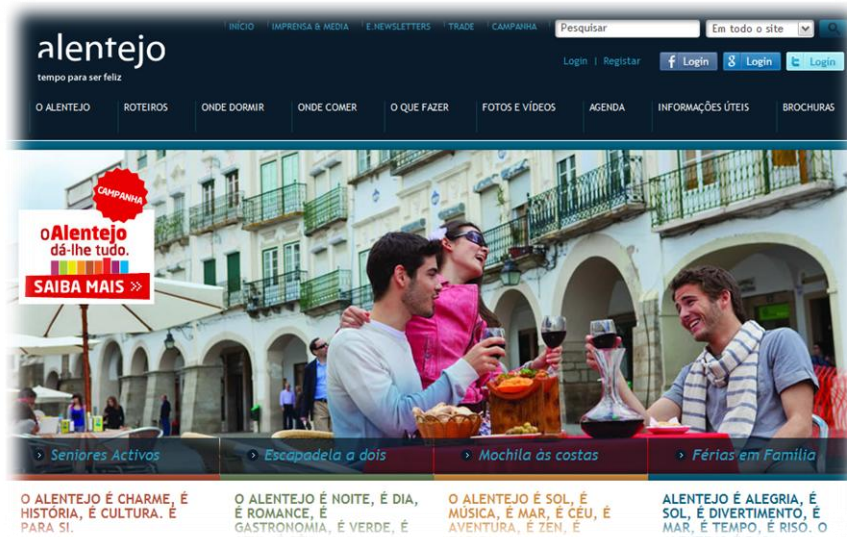 INÍCIO IMPRENSA & MEDIA E.NEWSLETTERS TRADE CAMPANHA Pesquisar Em todo o site
alentejo
tempo para ser feliz
Login | Registar f Login 8 Login t Login
O ALENTEJO ROTEIROS ONDE DORMIR ONDE COMER O QUE FAZER FOTOS E VÍDEOS AGENDA INFORMAÇÕES ÚTEIS BROCHURAS
CAMPANHA
oAlentejo
dá-lhe tudo.
SAIBA MAIS »
Seniores Activos
Escapadela a dois
Mochila às costas
Férias em Família
O ALENTEJO É CHARME, É
HISTÓRIA, É CULTURA. É
PARA SI.
O ALENTEJO É NOITE, É DIA,
É ROMANCE, É
GASTRONOMIA, É VERDE, É
O ALENTEJO É SOL, É
MÚSICA, É MAR, É CÉU, É
AVENTURA, É ZEN, É
ALENTEJO É ALEGRIA, É
SOL, É DIVERTIMENTO, É
MAR, É TEMPO, É RISO. O